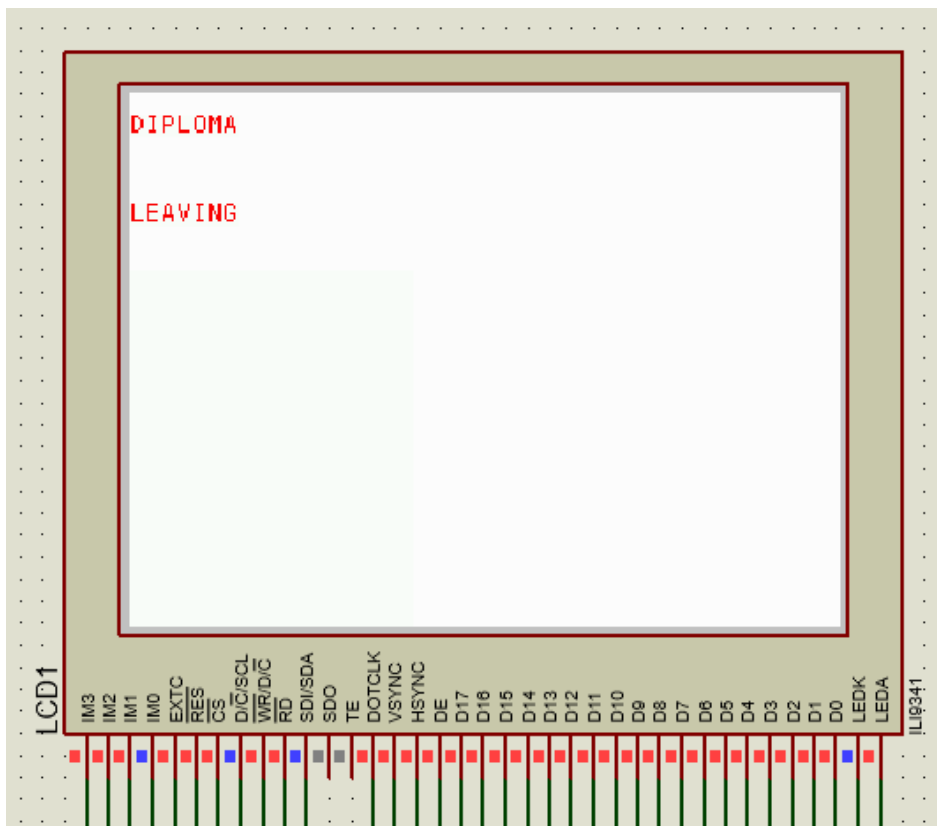 DIPLOMA
LEAVING
LCD1
IM3
IM2
IM1
IM0
EXTC
RES
CS
D/C/SCL
WR/D/C
RD
SDI/SDA
SDO
TE
DOTCLK
VSYNC
HSYNC
DE
D17
D16
D15
D14
D13
D12
D11
D10
D9
D8
D7
D6
D5
D4
D3
D2
D1
D0
LEDK
LEDA
ILI9341